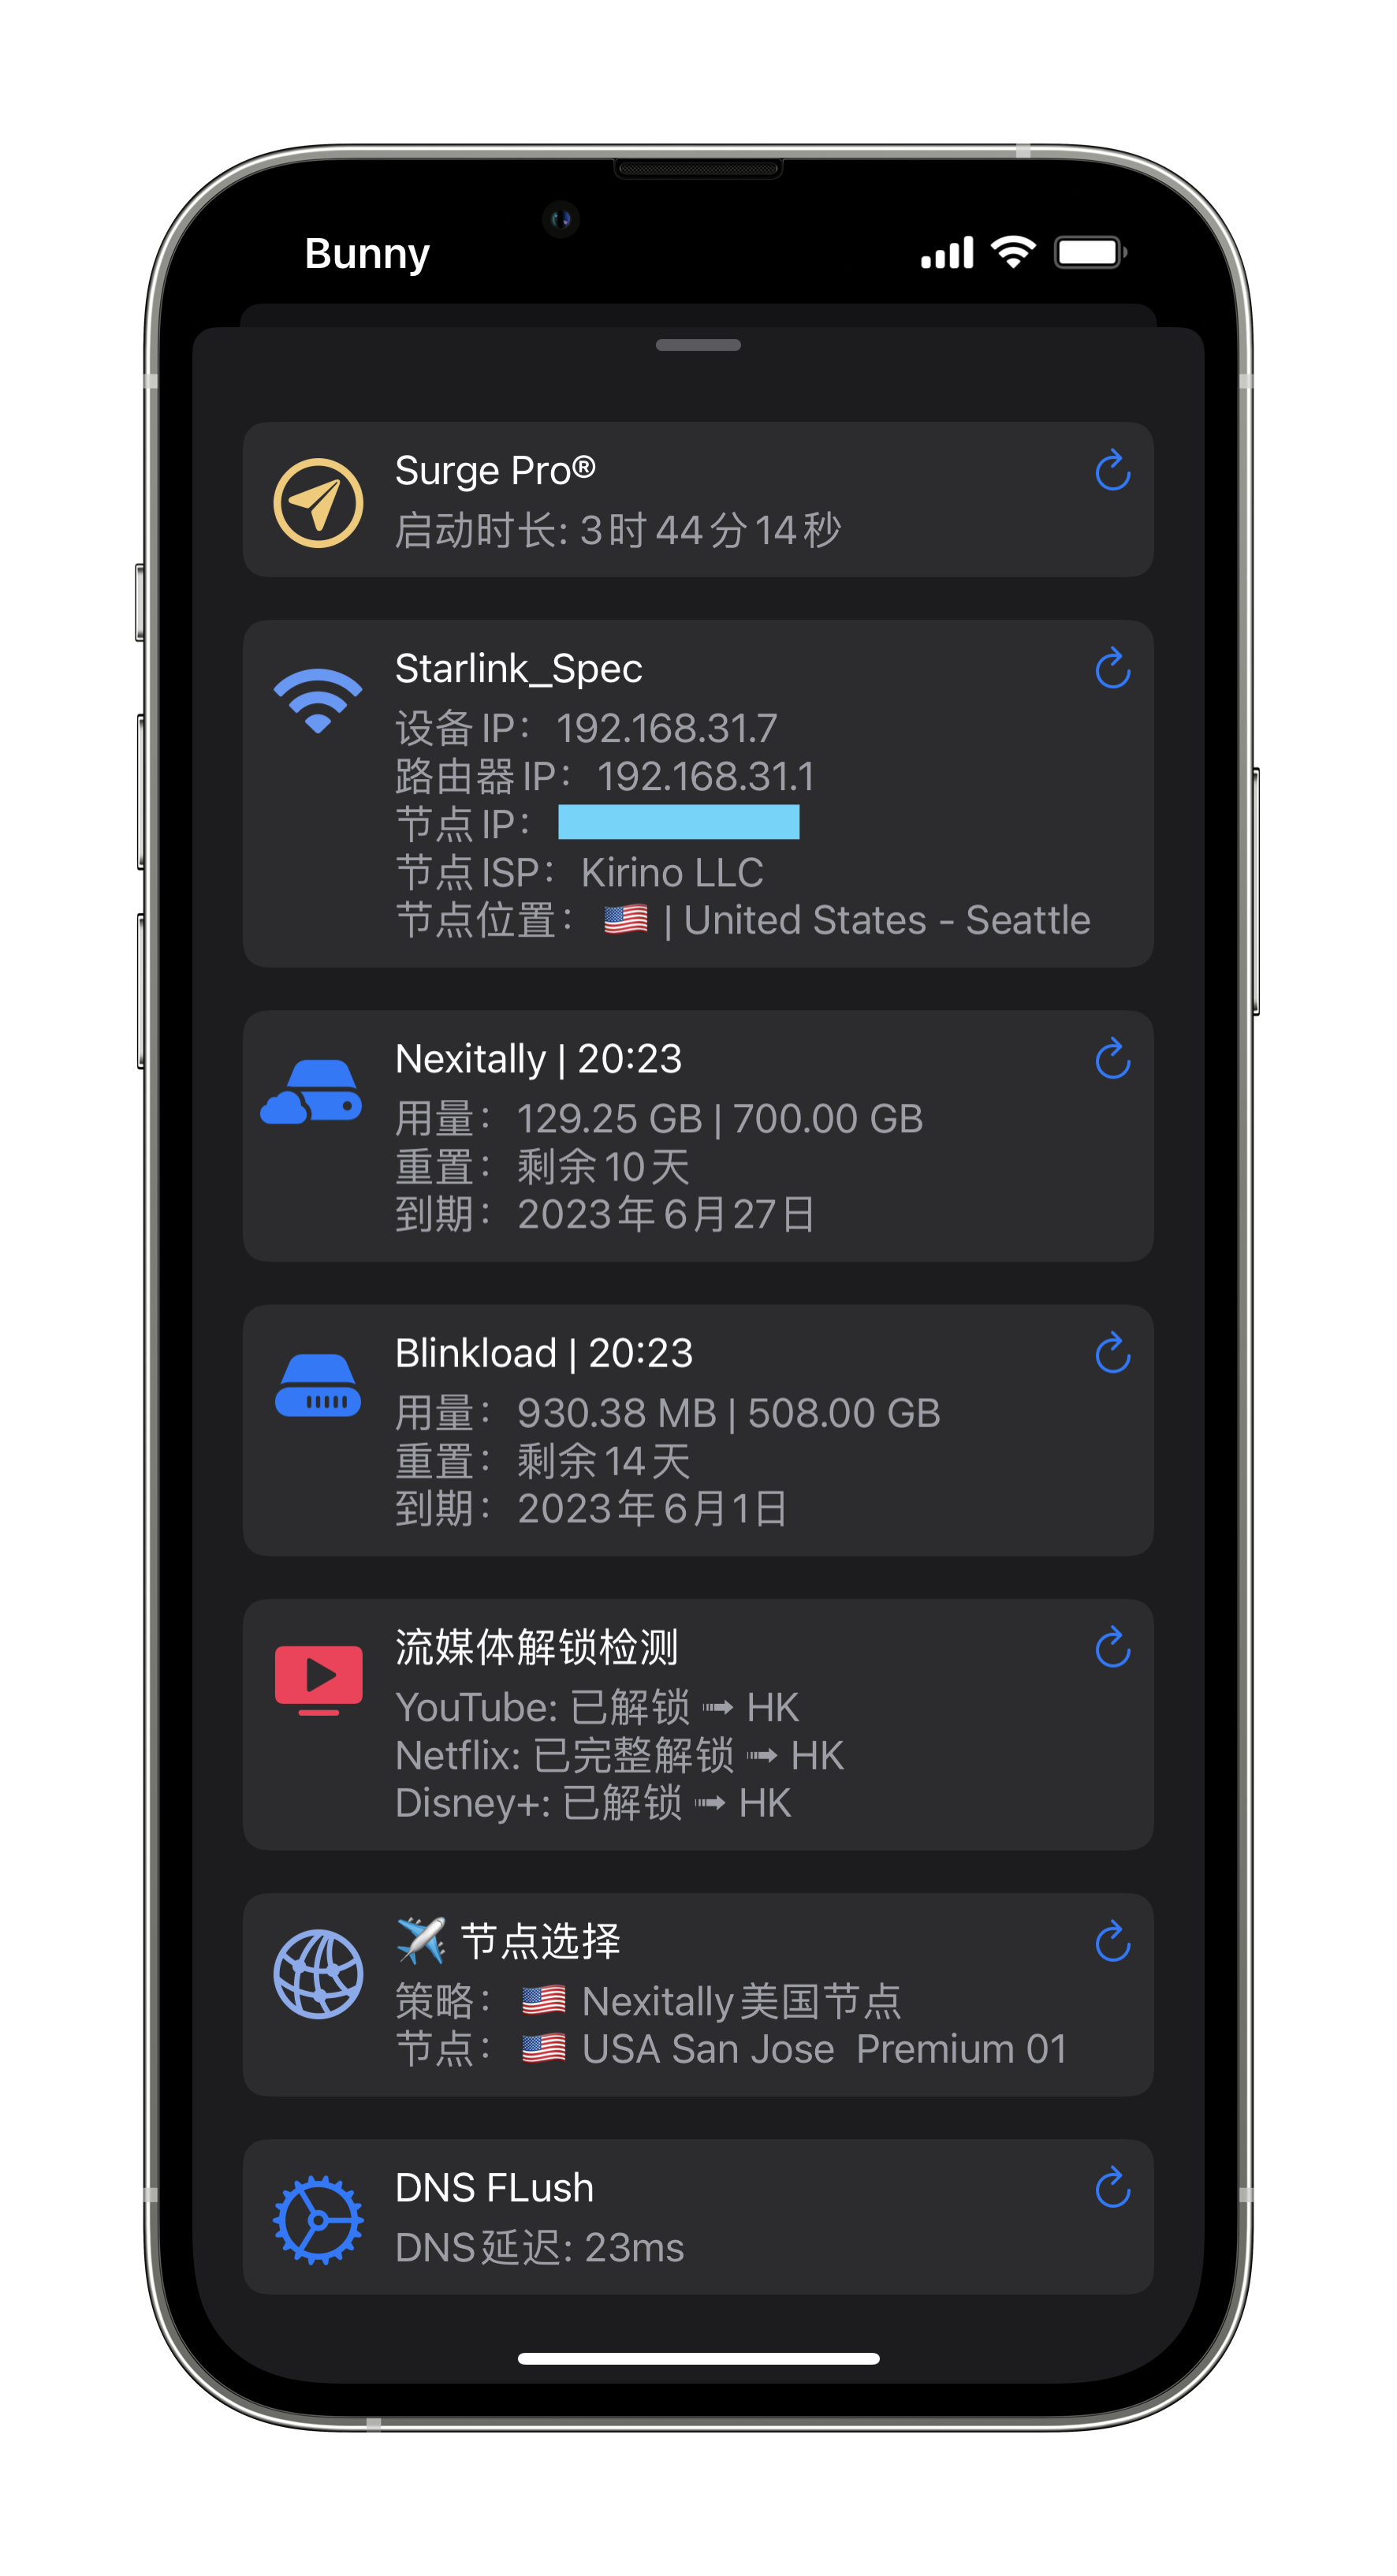 Bunny
Surge Pro®
启动时长: 3时44分14秒
Starlink_Spec
设备IP： 192.168.31.7
路由器IP： 192.168.31.1
节点IP：
节点ISP： Kirino LLC
节点位置： 🇺🇸 | United States - Seattle
Nexitally | 20:23
用量： 129.25 GB | 700.00 GB
重置： 剩余10天
到期： 2023年6月27日
Blinkload | 20:23
用量： 930.38 MB | 508.00 GB
重置： 剩余14天
到期： 2023年6月1日
流媒体解锁检测
YouTube: 已解锁 ➟ HK
Netflix: 已完整解锁 ➟ HK
Disney+: 已解锁 ➟ HK
✈️ 节点选择
策略： 🇺🇸 Nexitally美国节点
节点： 🇺🇸 USA San Jose  Premium 01
DNS FLush
DNS延迟: 23ms